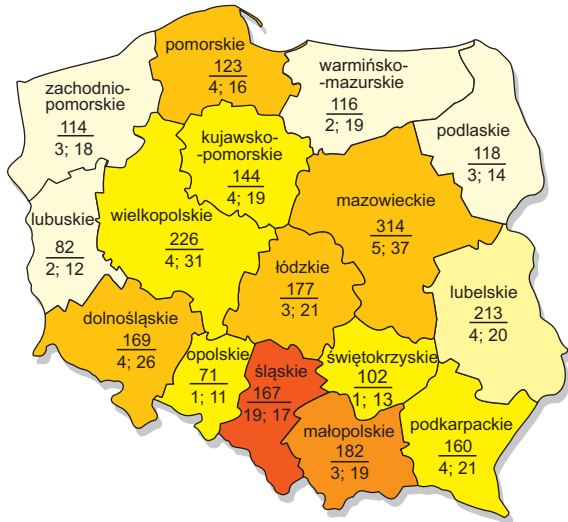 pomorskie
123
4; 16
warmińsko-
-mazurskie
116
2; 19
zachodnio-
pomorskie
114
3; 18
podlaskie
118
3; 14
kujawsko-
-pomorskie
144
4; 19
mazowieckie
314
5; 37
lubuskie
82
2; 12
wielkopolskie
226
4; 31
łódzkie
177
3; 21
lubelskie
213
4; 20
dolnośląskie
169
4; 26
opolskie
71
1; 11
śląskie
167
19; 17
świętokrzyskie
102
1; 13
małopolskie
182
3; 19
podkarpackie
160
4; 21